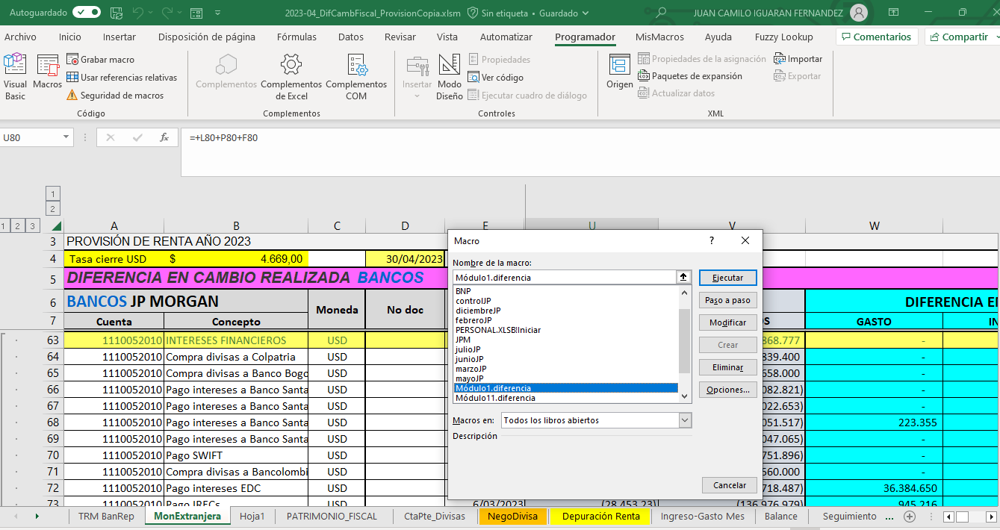 Autoguardado
2023-04_DifCambFiscal_ProvisionCopia.xlsm
Sin etiqueta • Guardado
JUAN CAMILO IGUARAN FERNANDEZ
Archivo Inicio Insertar Disposición de página Fórmulas Datos Revisar Vista Automatizar Programador MisMacros Ayuda Fuzzy Lookup Comentarios Compartir
Visual Basic
Macros
Grabar macro
Usar referencias relativas
Seguridad de macros
Código
Complementos
Complementos de Excel
Complementos COM
Complementos
Insertar
Modo Diseño
Propiedades
Ver código
Ejecutar cuadro de diálogo
Controles
Origen
Propiedades de la asignación
Paquetes de expansión
Actualizar datos
Importar
Exportar
XML
U80 fx =+L80+P80+F80
1
2
1 2 3
A B C D E U V W
3 PROVISIÓN DE RENTA AÑO 2023
4 Tasa cierre USD $ 4.669,00 30/04/2023
5 DIFERENCIA EN CAMBIO REALIZADA BANCOS
6 BANCOS JP MORGAN Moneda No doc DIFERENCIA E
7 Cuenta Concepto GASTO IN
63 1110052010 INTERESES FINANCIEROS USD 868.777 -
64 1110052010 Compra divisas a Colpatria USD 839.400 -
65 1110052010 Compra divisas a Banco Bogo USD 658.000 -
66 1110052010 Pago intereses a Banco Santa USD 082.821) -
67 1110052010 Pago intereses a Banco Santa USD 022.653) -
68 1110052010 Pago intereses a Banco Santa USD 051.517) 223.355
69 1110052010 Pago intereses a Banco Santa USD 047.065) -
70 1110052010 Pago SWIFT USD 751.896) -
71 1110052010 Compra divisas a Bancolombi USD 560.000 -
72 1110052010 Pago intereses EDC USD 718.487) 36.384.650
73 1110052010 Pago IRECs USD 6/03/2023 (28.453,23) (136.976.979) 945.216
Macro ?
Nombre de la macro:
Módulo1.diferencia
BNP
controlJP
diciembreJP
febreroJP
PERSONAL.XLSB!Iniciar
JPM
julioJP
junioJP
marzoJP
mayoJP
Módulo1.diferencia
Módulo11.diferencia
Ejecutar
Paso a paso
Modificar
Crear
Eliminar
Opciones...
Macros en: Todos los libros abiertos
Descripción
Cancelar
TRM BanRep MonExtranjera Hoja1 PATRIMONIO_FISCAL CtaPte_Divisas NegoDivisa Depuración Renta Ingreso-Gasto Mes Balance Seguimiento ...